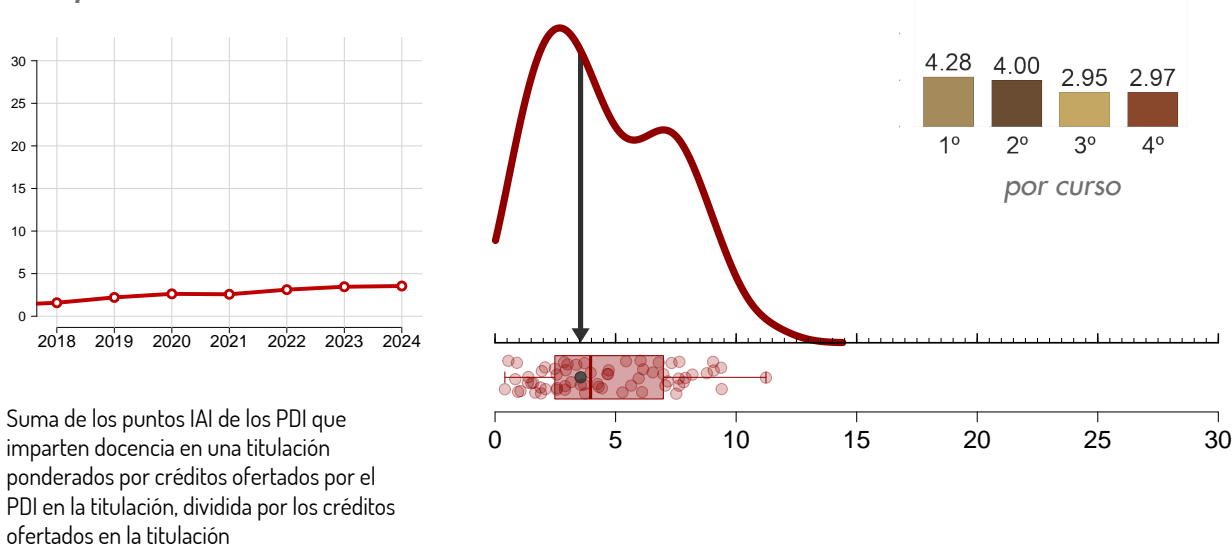 4.28 4.00 2.95 2.97
1º 2º 3º 4º
por curso
30
25
20
15
10
5
0
2018 2019 2020 2021 2022 2023 2024
0 5 10 15 20 25 30
Suma de los puntos IAI de los PDI que
imparten docencia en una titulación
ponderados por créditos ofertados por el
PDI en la titulación, dividida por los créditos
ofertados en la titulación